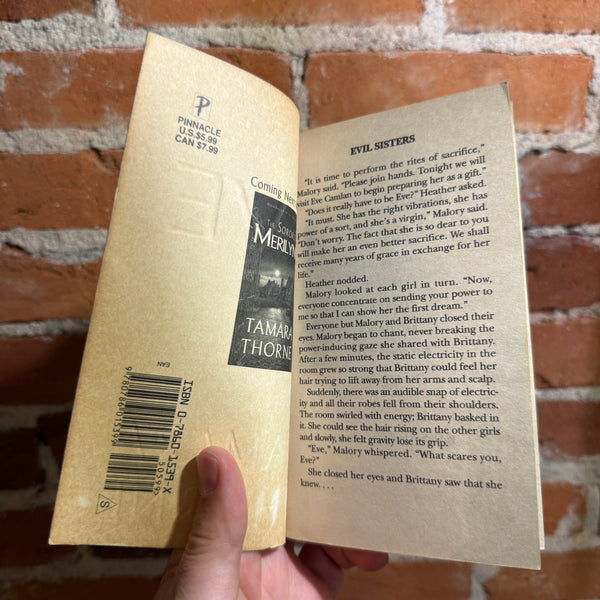 P
PINNACLE
U.S.$5.99
CAN $7.99
Coming Nex
THE SORORI
MERILYN
TAMARA
THORNE
EAN
9780786015399
ISBN 0-7860-1539-X
50599
S
EVIL SISTERS
"It is time to perform the rites of sacrifice,"
Malory said. "Please join hands. Tonight we will
visit Eve Camlan to begin preparing her as a gift."
"Does it really have to be Eve?" Heather asked.
"It must. She has the right vibrations, she has
power of a sort, and she's a virgin," Malory said.
"Don't worry. The fact that she is so dear to you
will make her an even better sacrifice. We shall
receive many years of grace in exchange for her
life."
Heather nodded.
Malory looked at each girl in turn. "Now,
everyone concentrate on sending your power to
me so that I can show her the first dream."
Everyone but Malory and Brittany closed their
eyes. Malory began to chant, never breaking the
power-inducing gaze she shared with Brittany.
After a few minutes, the static electricity in the
room grew so strong that Brittany could feel her
hair trying to lift away from her arms and scalp.
Suddenly, there was an audible snap of electric-
ity and all their robes fell from their shoulders.
The room swirled with energy; Brittany basked in
it. She could see the hair rising on the other girls
and slowly, she felt gravity lose its grip.
"Eve," Malory whispered. "What scares you,
Eve?"
She closed her eyes and Brittany saw that she
knew. . . .